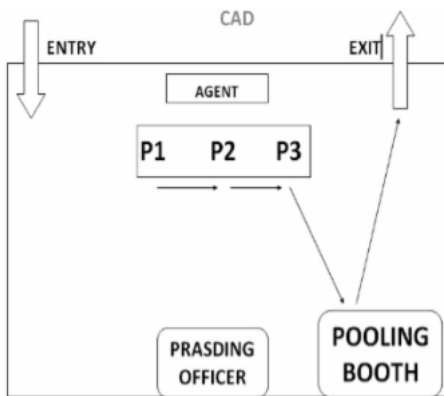 CAD
ENTRY
EXIT
AGENT
P1 P2 P3
PRASDING
OFFICER
POOLING
BOOTH